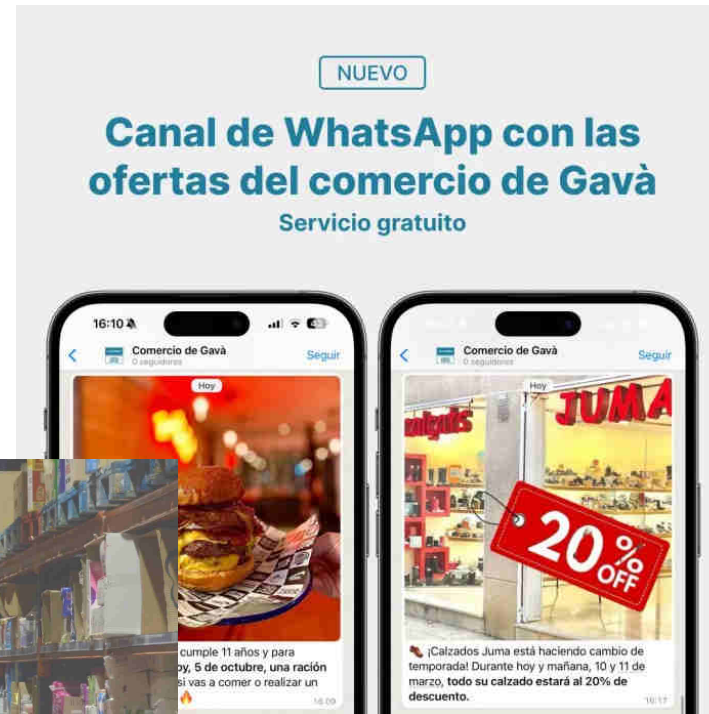 NUEVO
Canal de WhatsApp con las
ofertas del comercio de Gavà
Servicio gratuito
16:10
Comercio de Gavà
0 seguidores
Seguir
Hoy
cumple 11 años y para
oy, 5 de octubre, una ración
si vas a comer o realizar un
16:09
Comercio de Gavà
0 seguidores
Seguir
Hoy
JUMA
20%
OFF
¡Calzados Juma está haciendo cambio de
temporada! Durante hoy y mañana, 10 y 11 de
marzo, todo su calzado estará al 20% de
descuento.
16:17